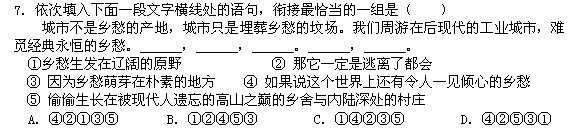 7. 依次填入下面一段文字横线处的语句，衔接最恰当的一组是（    ）
城市不是乡愁的产地，城市只是埋葬乡愁的坟场。我们周游在后现代的工业城市，难
觅经典永恒的乡愁。______，______，______。______，______。
①乡愁生发在辽阔的原野    ② 那它一定是逃离了都会
③ 因为乡愁萌芽在朴素的地方    ④ 如果说这个世界上还有令人一见倾心的乡愁
⑤ 偷偷生长在被现代人遗忘的高山之巅的乡舍与内陆深处的村庄
A. ④②①③⑤    B. ①②④⑤③    C. ①④②③⑤    D. ④②⑤③①